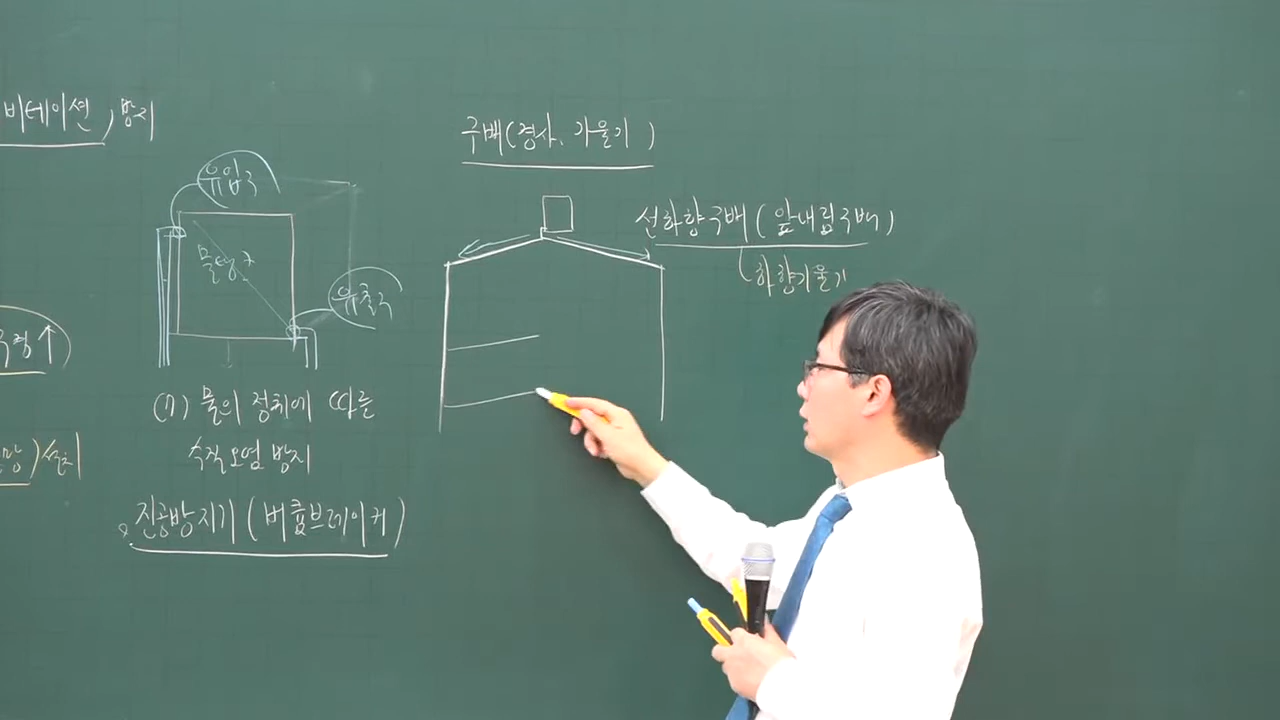 비테이션, 방지
유입구
물탱크
유출구
(7) 물의 정체에 따른
수직오염 방지
진공방지기 (버큠브레이커)
구배(경사, 기울기)
선하향구배 (앞내림구배)
하향기울기